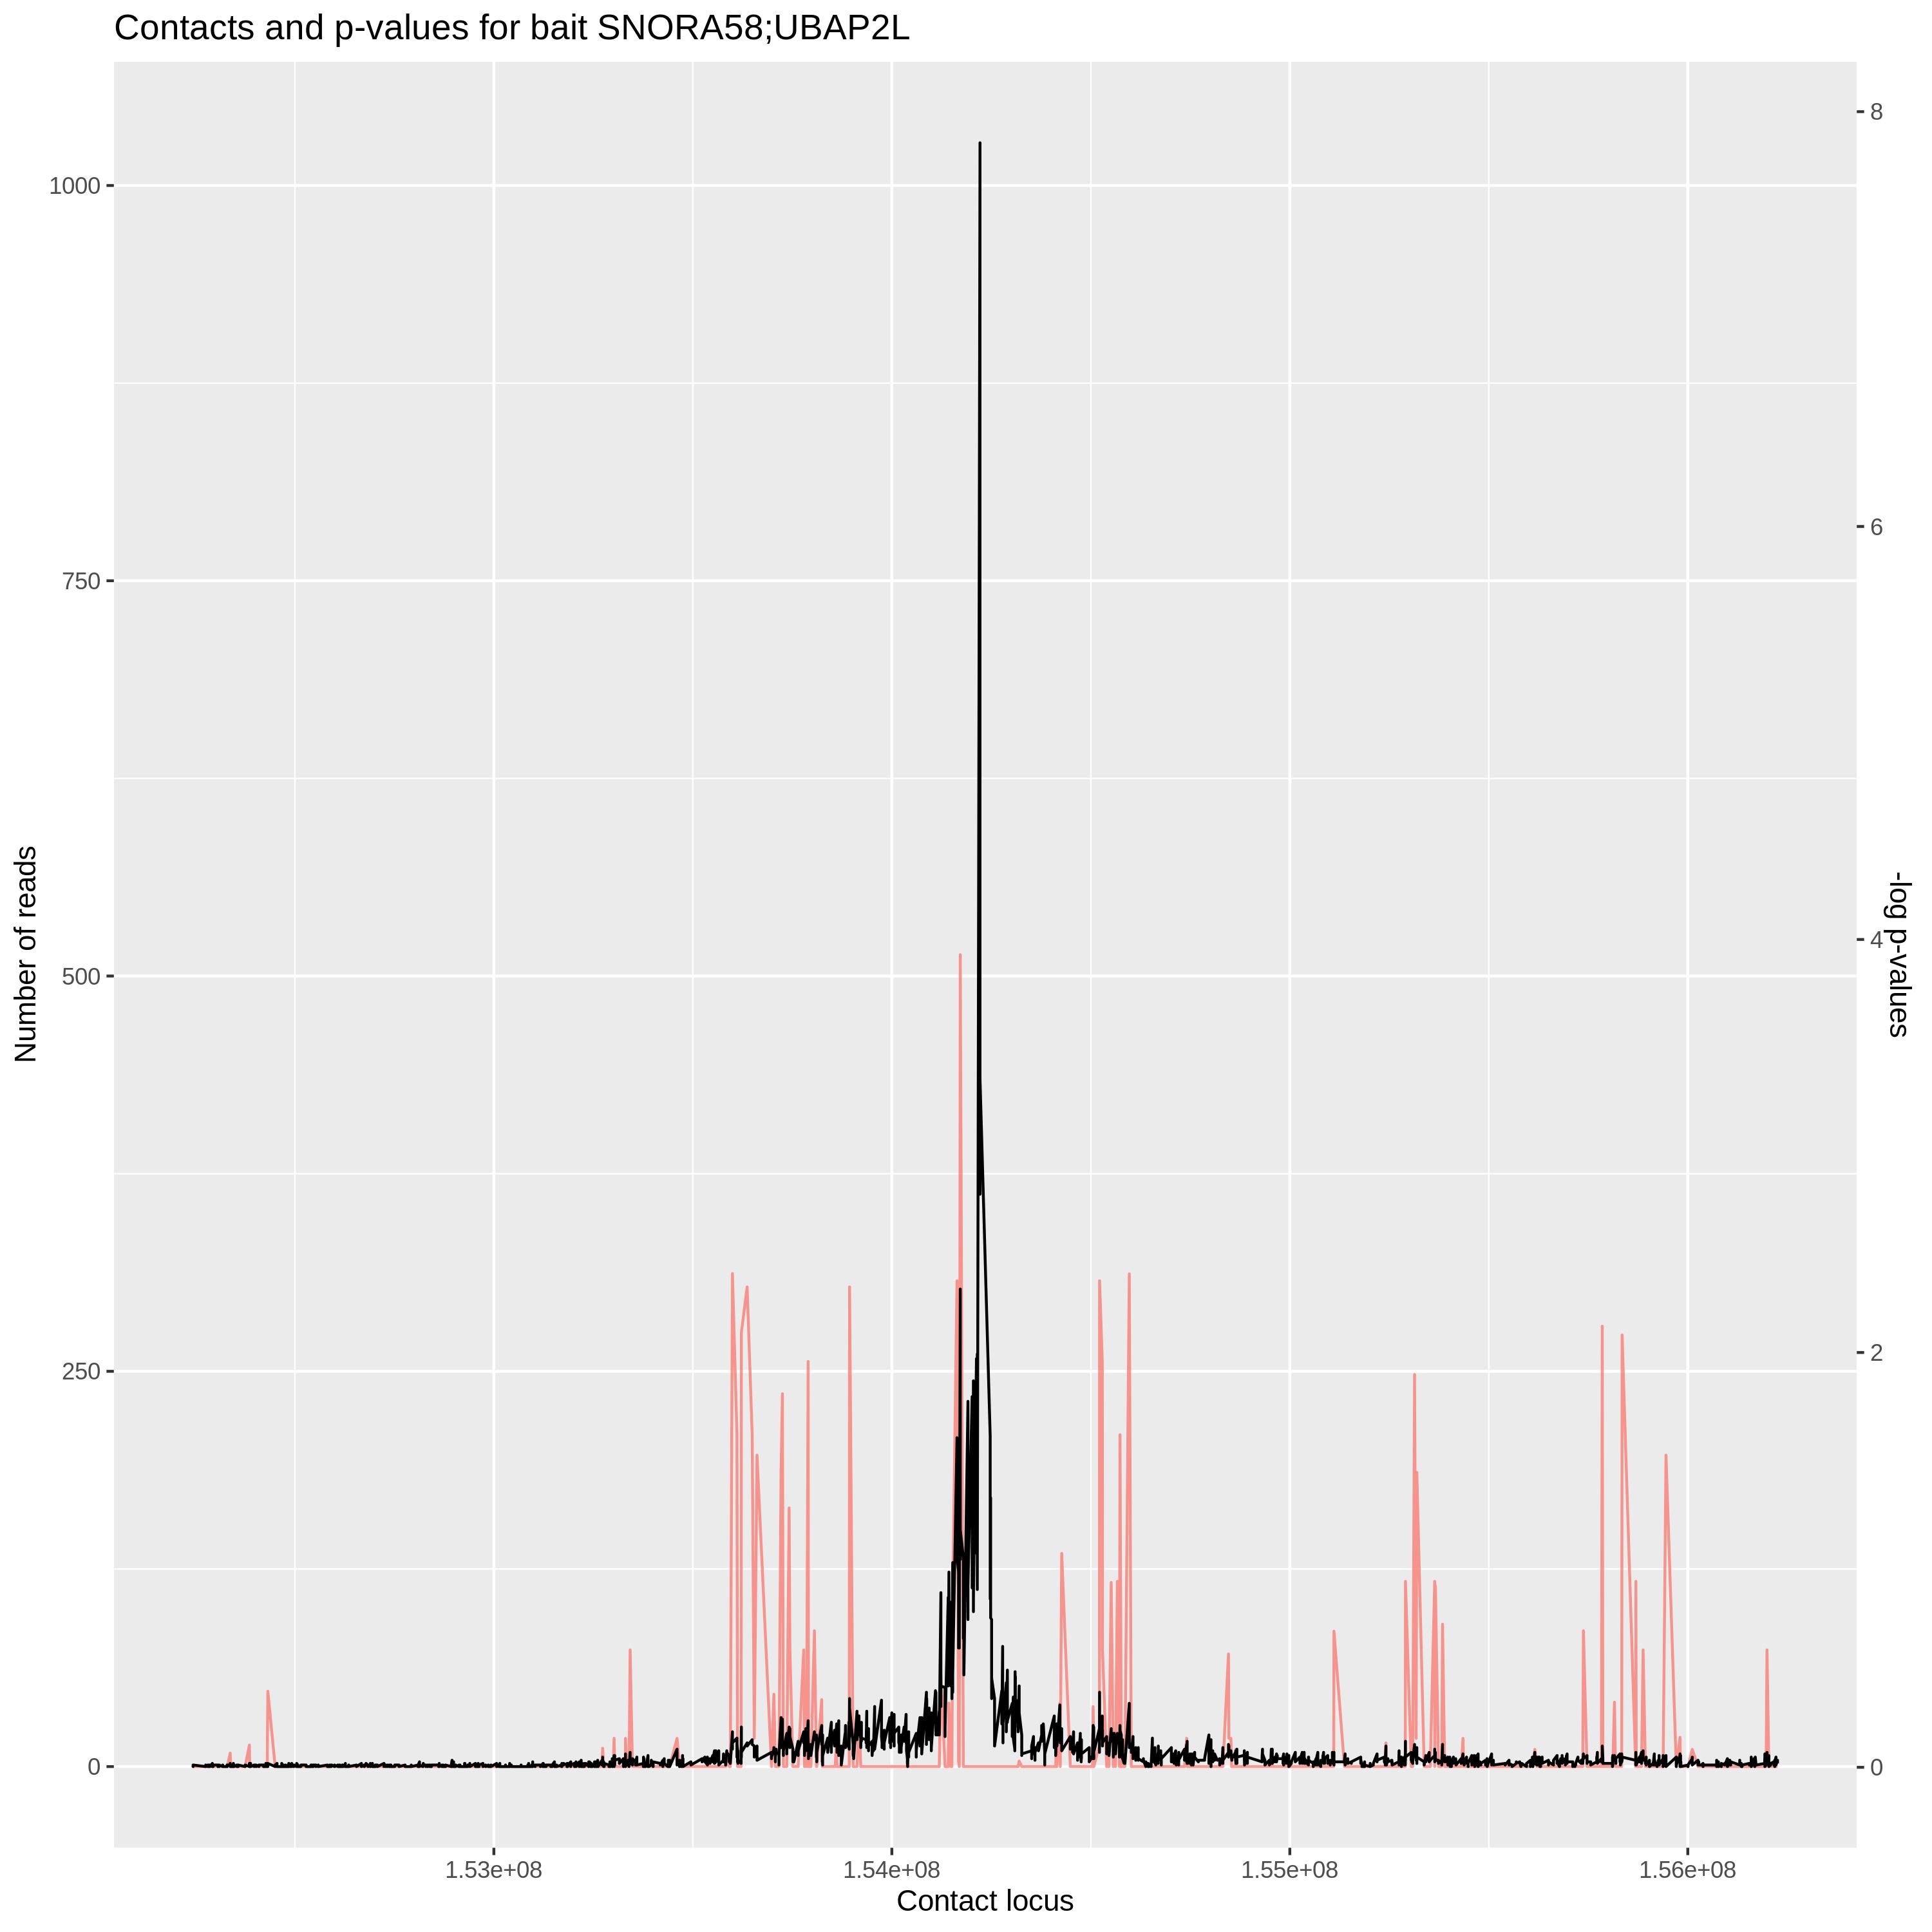 Contacts and p-values for bait SNORA58;UBAP2L
Number of reads
1000
750
500
250
0
8
6
4
2
0
-log p-values
1.53e+08
1.54e+08
1.55e+08
1.56e+08
Contact locus